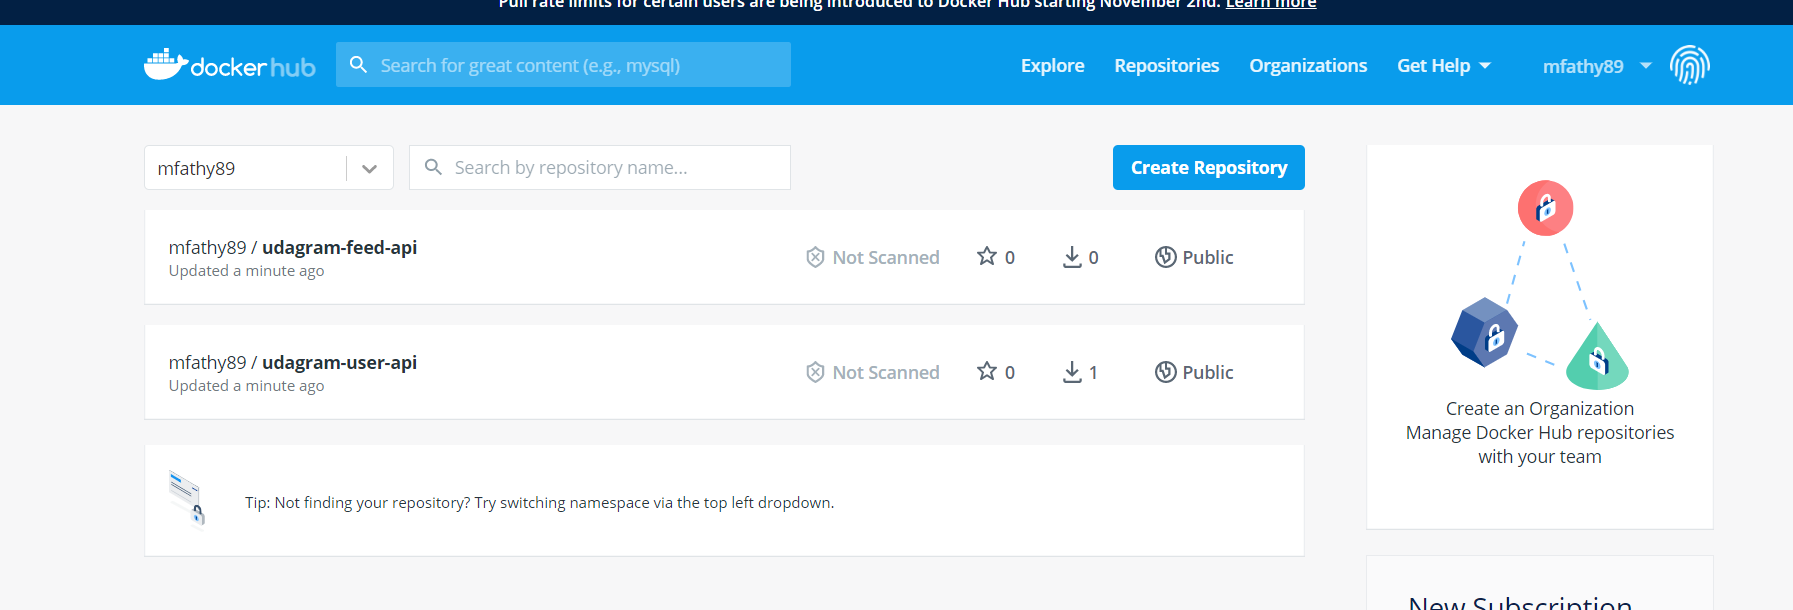 Pull rate limits for certain users are being introduced to Docker Hub starting November 2nd. Learn more
docker hub
Search for great content (e.g., mysql)
Explore
Repositories
Organizations
Get Help
mfathy89
mfathy89
Search by repository name...
Create Repository
mfathy89 / udagram-feed-api
Updated a minute ago
Not Scanned
0
0
Public
mfathy89 / udagram-user-api
Updated a minute ago
Not Scanned
0
1
Public
Tip: Not finding your repository? Try switching namespace via the top left dropdown.
Create an Organization
Manage Docker Hub repositories
with your team
New Subscription